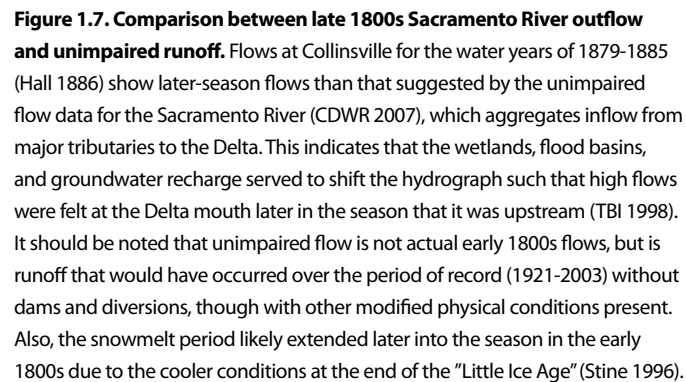 Figure 1.7. Comparison between late 1800s Sacramento River outflow
and unimpaired runoff. Flows at Collinsville for the water years of 1879-1885
(Hall 1886) show later-season flows than that suggested by the unimpaired
flow data for the Sacramento River (CDWR 2007), which aggregates inflow from
major tributaries to the Delta. This indicates that the wetlands, flood basins,
and groundwater recharge served to shift the hydrograph such that high flows
were felt at the Delta mouth later in the season that it was upstream (TBI 1998).
It should be noted that unimpaired flow is not actual early 1800s flows, but is
runoff that would have occurred over the period of record (1921-2003) without
dams and diversions, though with other modified physical conditions present.
Also, the snowmelt period likely extended later into the season in the early
1800s due to the cooler conditions at the end of the "Little Ice Age” (Stine 1996).